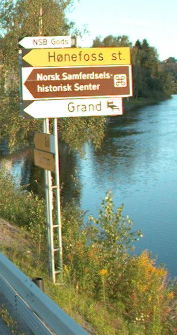 NSB Gods
Hønefoss st.
Norsk Samferdsels-
historisk Senter
Grand